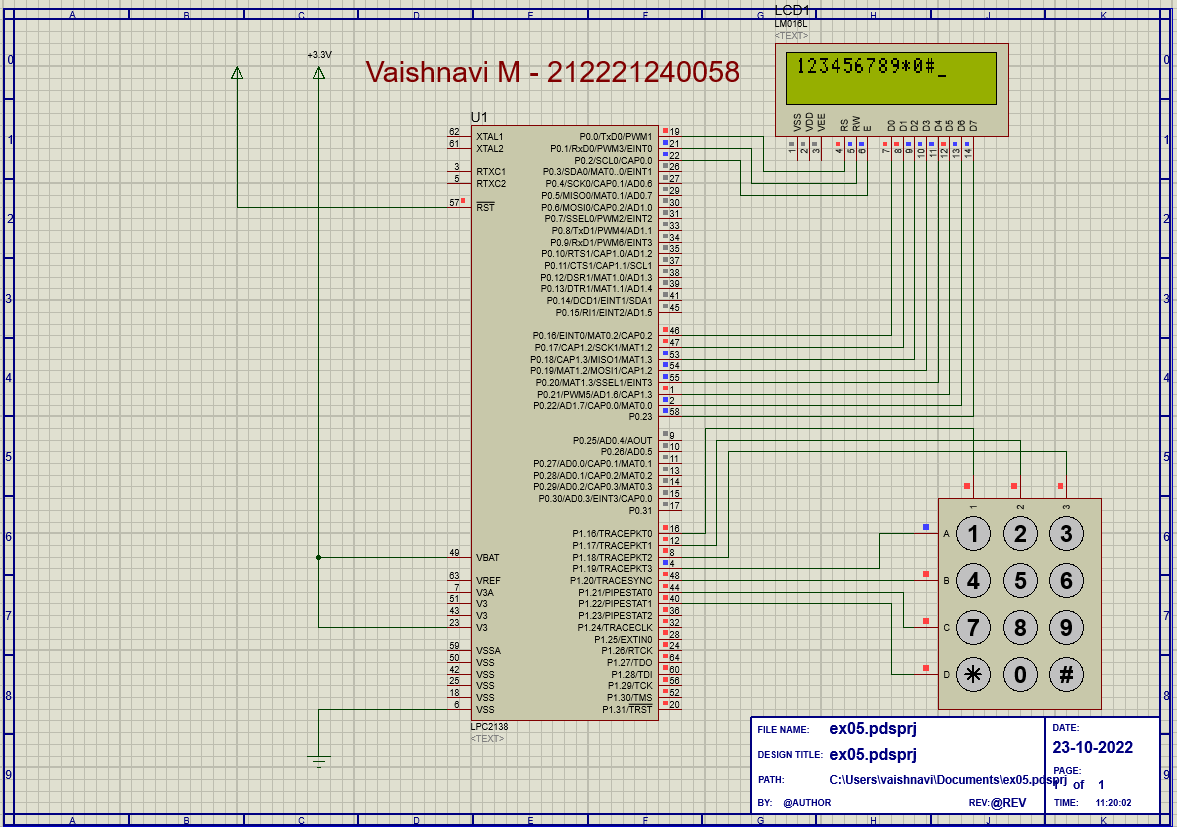 A B C D E F G H J K
0 1 2 3 4 5 6 7 8 9
LCD1
LM016L
<TEXT>
+3.3V
Vaishnavi M - 212221240058
123456789*0#_
VSS VDD VEE RS RW E D0 D1 D2 D3 D4 D5 D6 D7
1 2 3 4 5 6 7 8 9 10 11 12 13 14
U1
62 XTAL1
61 XTAL2
3 RTXC1
5 RTXC2
57 RST
49 VBAT
63 VREF
7 V3A
51 V3
43 V3
23 V3
59 VSSA
50 VSS
42 VSS
25 VSS
18 VSS
6 VSS
P0.0/TxD0/PWM1 19
P0.1/RxD0/PWM3/EINT0 21
P0.2/SCL0/CAP0.0 22
P0.3/SDA0/MAT0..0/EINT1 26
P0.4/SCK0/CAP0.1/AD0.6 27
P0.5/MISO0/MAT0.1/AD0.7 29
P0.6/MOSI0/CAP0.2/AD1.0 30
P0.7/SSEL0/PWM2/EINT2 31
P0.8/TxD1/PWM4/AD1.1 33
P0.9/RxD1/PWM6/EINT3 34
P0.10/RTS1/CAP1.0/AD1.2 35
P0.11/CTS1/CAP1.1/SCL1 37
P0.12/DSR1/MAT1.0/AD1.3 38
P0.13/DTR1/MAT1.1/AD1.4 39
P0.14/DCD1/EINT1/SDA1 41
P0.15/RI1/EINT2/AD1.5 45
P0.16/EINT0/MAT0.2/CAP0.2 46
P0.17/CAP1.2/SCK1/MAT1.2 47
P0.18/CAP1.3/MISO1/MAT1.3 53
P0.19/MAT1.2/MOSI1/CAP1.2 54
P0.20/MAT1.3/SSEL1/EINT3 55
P0.21/PWM5/AD1.6/CAP1.3 1
P0.22/AD1.7/CAP0.0/MAT0.0 2
P0.23 58
P0.25/AD0.4/AOUT 9
P0.26/AD0.5 10
P0.27/AD0.0/CAP0.1/MAT0.1 11
P0.28/AD0.1/CAP0.2/MAT0.2 13
P0.29/AD0.2/CAP0.3/MAT0.3 14
P0.30/AD0.3/EINT3/CAP0.0 15
P0.31 17
P1.16/TRACEPKT0 16
P1.17/TRACEPKT1 12
P1.18/TRACEPKT2 8
P1.19/TRACEPKT3 4
P1.20/TRACESYNC 48
P1.21/PIPESTAT0 44
P1.22/PIPESTAT1 40
P1.23/PIPESTAT2 36
P1.24/TRACECLK 32
P1.25/EXTIN0 28
P1.26/RTCK 24
P1.27/TDO 64
P1.28/TDI 60
P1.29/TCK 56
P1.30/TMS 52
P1.31/TRST 20
LPC2138
<TEXT>
1 2 3
A 1 2 3
B 4 5 6
C 7 8 9
D * 0 #
FILE NAME: ex05.pdsprj
DESIGN TITLE: ex05.pdsprj
PATH: C:\Users\vaishnavi\Documents\ex05.pdsprj
BY: @AUTHOR REV:@REV
DATE:
23-10-2022
PAGE:
1 of 1
TIME: 11:20:02
0 1 2 3 4 5 6 7 8 9
A B C D E F G H J K